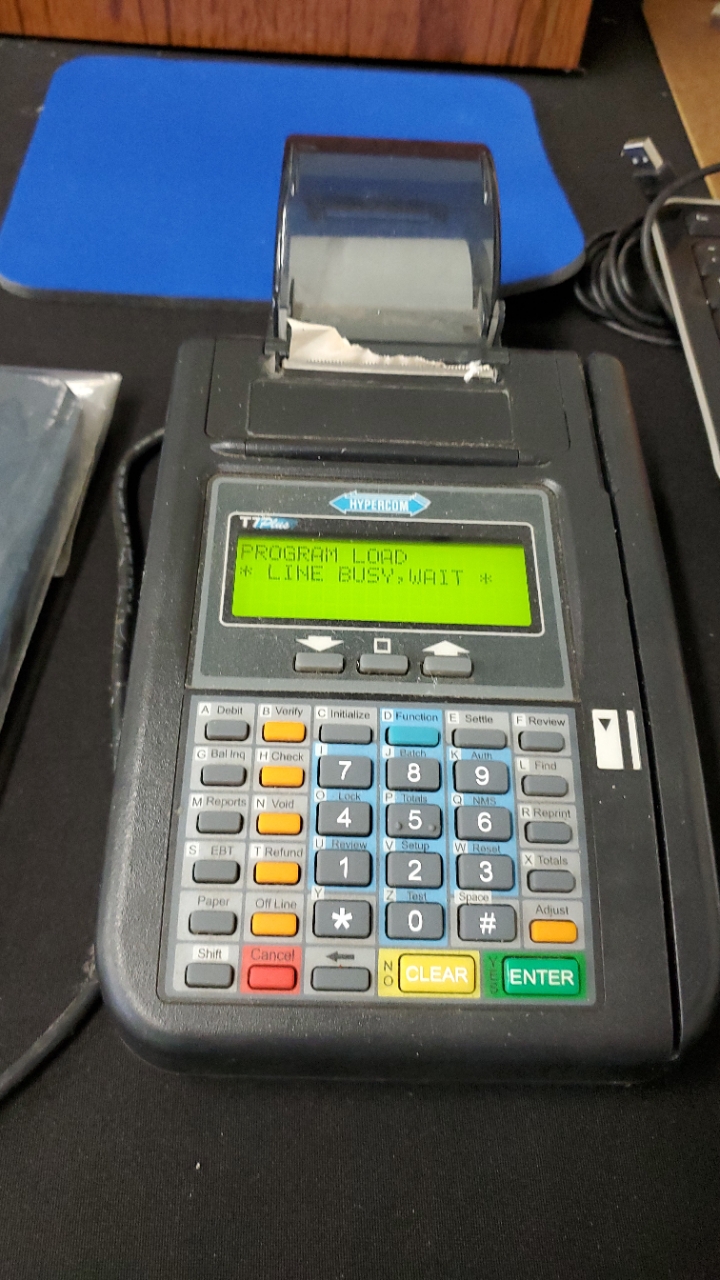 HYPERCOM
T7Plus
PROGRAM LOAD
* LINE BUSY,WAIT *
A Debit
B Verify
C Initialize
D Function
E Settle
F Review
G Bal Inq
H Check
I
7
J Batch
8
K Auth
9
L Find
M Reports
N Void
O Lock
4
P Totals
5
Q NMS
6
R Reprint
S EBT
T Refund
U Review
1
V Setup
2
W Reset
3
X Totals
Paper
Off Line
Y
*
Z Test
0
Space
#
Adjust
Shift
Cancel
NO
CLEAR
YES
ENTER